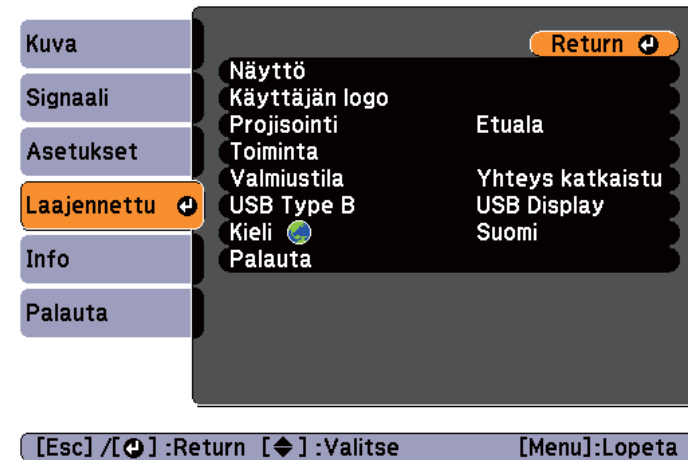 Kuva
Signaali
Asetukset
Laajennettu
Info
Palauta
Return
Näyttö
Käyttäjän logo
Projisointi Etuala
Toiminta
Valmiustila Yhteys katkaistu
USB Type B USB Display
Kieli Suomi
Palauta
[Esc] /[⏎] :Return [◆] :Valitse [Menu]:Lopeta